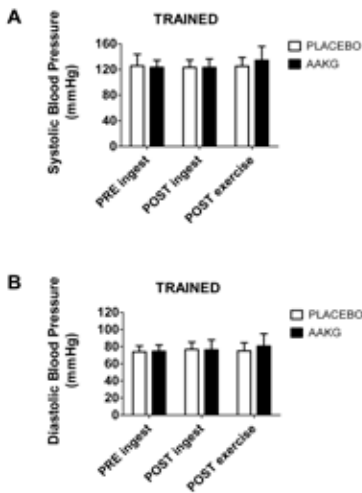 A
TRAINED
PLACEBO
AAKG
Systolic Blood Pressure
(mmHg)
160
120
80
40
0
PRE ingest
POST ingest
POST exercise
B
TRAINED
PLACEBO
AAKG
Diastolic Blood Pressure
(mmHg)
120
100
80
60
40
20
0
PRE ingest
POST ingest
POST exercise